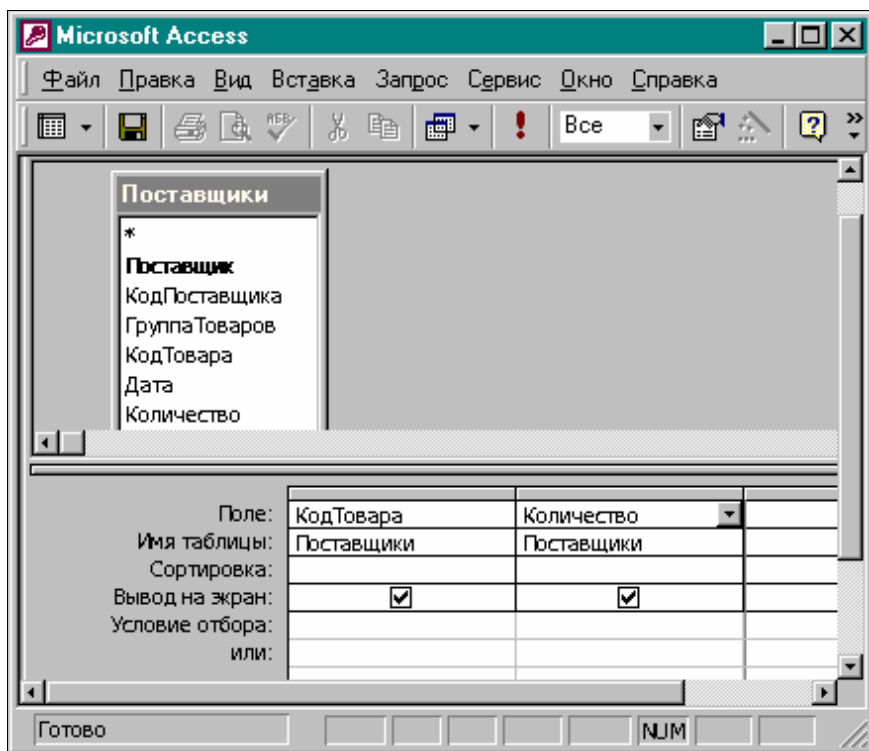 Microsoft Access
Файл Правка Вид Вставка Запрос Сервис Окно Справка
АБВ Все
Поставщики
*
Поставщик
КодПоставщика
ГруппаТоваров
КодТовара
Дата
Количество
Поле: КодТовара Количество
Имя таблицы: Поставщики Поставщики
Сортировка:
Вывод на экран:
Условие отбора:
или:
Готово NUM